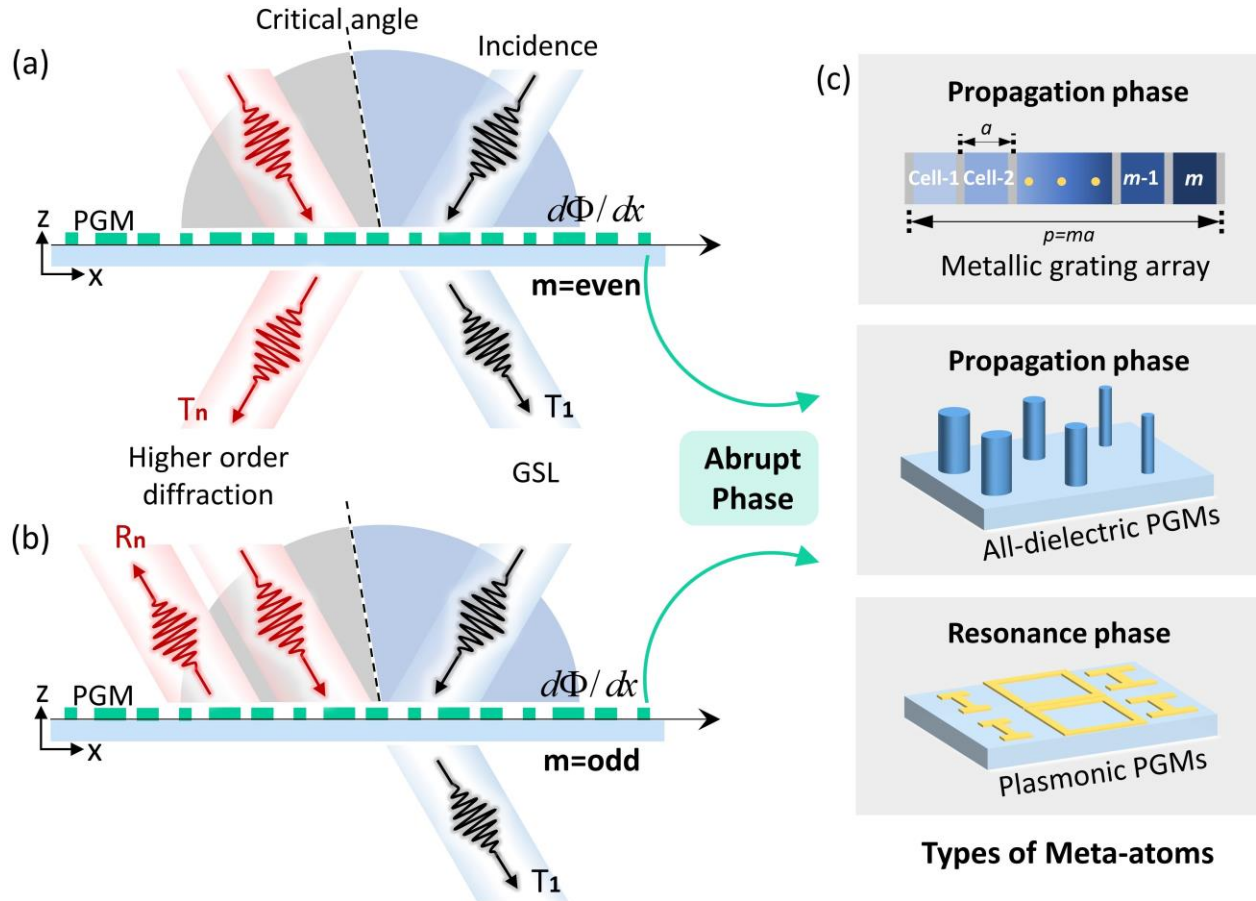 (a)
Critical angle
Incidence
PGM
dΦ/dx
z
x
m=even
Tn
T1
Higher order
diffraction
GSL
(b)
Rn
PGM
dΦ/dx
z
x
m=odd
T1
Abrupt
Phase
(c)
Propagation phase
a
Cell-1 Cell-2 m-1 m
p=ma
Metallic grating array
Propagation phase
All-dielectric PGMs
Resonance phase
Plasmonic PGMs
Types of Meta-atoms